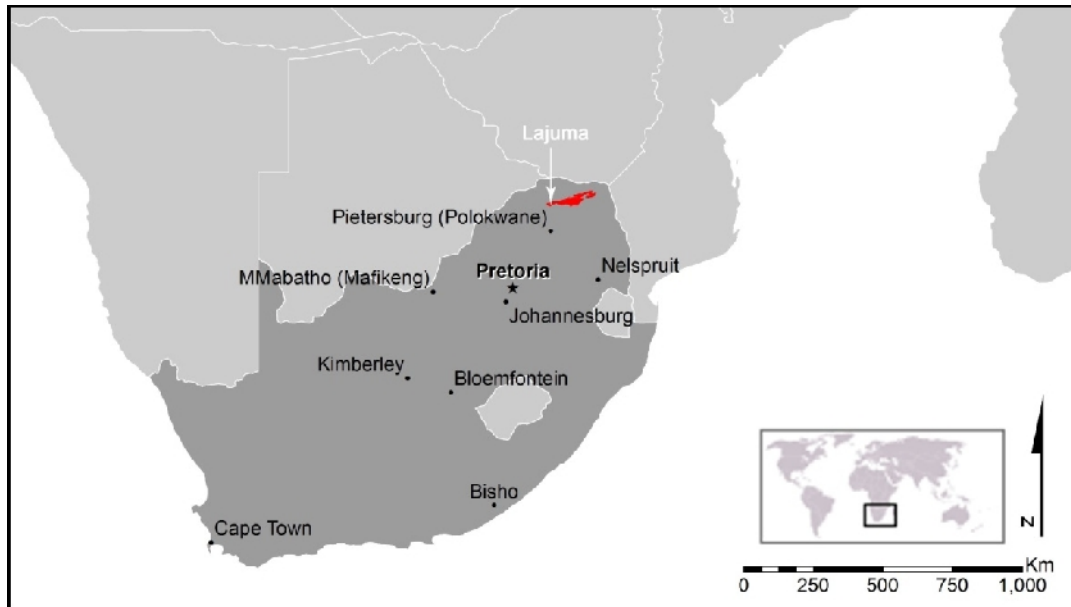 Lajuma
Pietersburg (Polokwane)
MMabatho (Mafikeng)
Pretoria
Nelspruit
Johannesburg
Kimberley
Bloemfontein
Bisho
Cape Town
N
Km
0 250 500 1,000